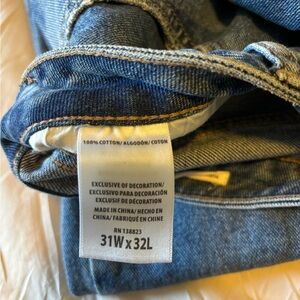 100% COTTON/ALGODÓN/COTON
EXCLUSIVE OF DECORATION/
EXCLUSIVO PARA DECORACIÓN
EXCLUSIF DE DÉCORATION
MADE IN CHINA/HECHO EN
CHINA/FABRIQUÉ EN CHINE
RN 138823
31W x 32L